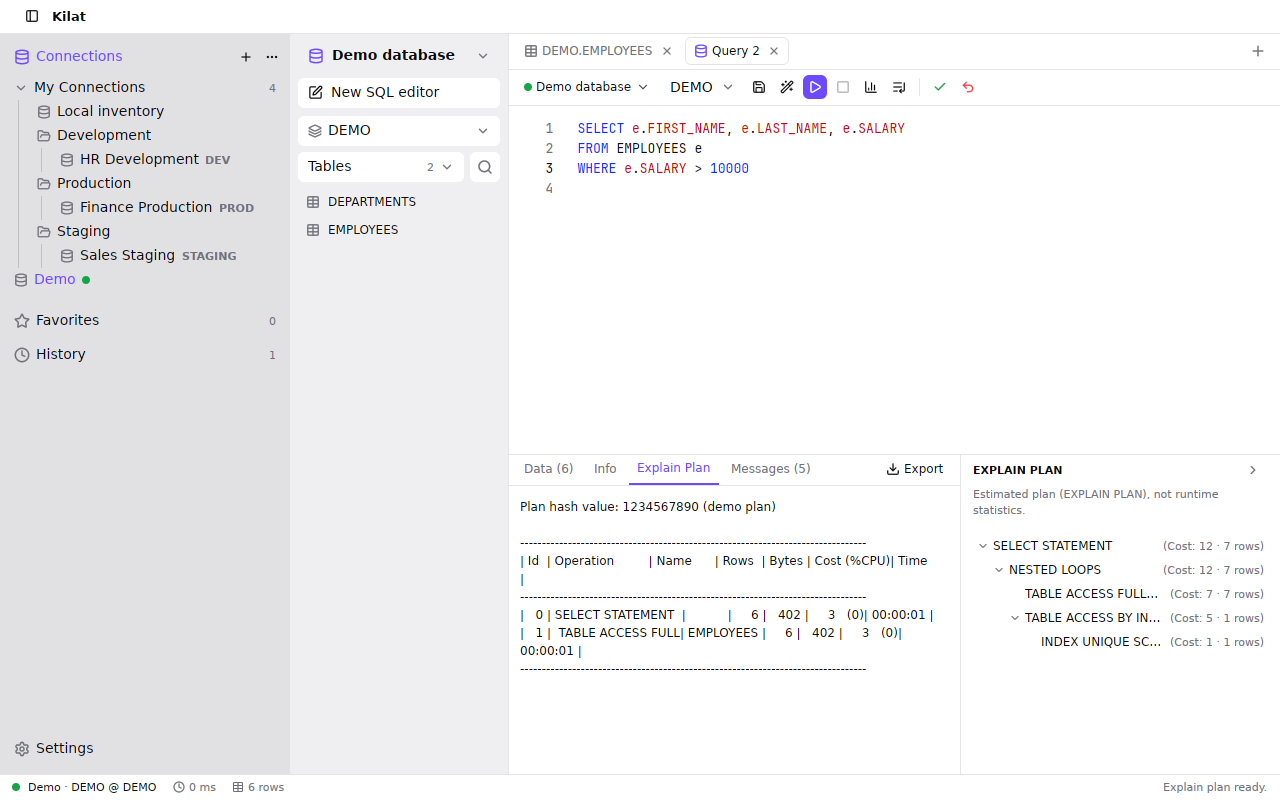 Kilat
Connections
My Connections 4
Local inventory
Development
HR Development DEV
Production
Finance Production PROD
Staging
Sales Staging STAGING
Demo
Favorites 0
History 1
Settings
Demo database
New SQL editor
DEMO
Tables 2
DEPARTMENTS
EMPLOYEES
DEMO.EMPLOYEES
Query 2
Demo database DEMO
1 SELECT e.FIRST_NAME, e.LAST_NAME, e.SALARY
2 FROM EMPLOYEES e
3 WHERE e.SALARY > 10000
4
Data (6) Info Explain Plan Messages (5) Export
Plan hash value: 1234567890 (demo plan)
--------------------------------------------------------------------------------
| Id  | Operation         | Name      | Rows  | Bytes | Cost (%CPU)| Time
|
--------------------------------------------------------------------------------
|   0 | SELECT STATEMENT  |           |     6 |   402 |     3   (0)| 00:00:01 |
|   1 |  TABLE ACCESS FULL| EMPLOYEES |     6 |   402 |     3   (0)|
00:00:01 |
--------------------------------------------------------------------------------
EXPLAIN PLAN
Estimated plan (EXPLAIN PLAN), not runtime
statistics.
SELECT STATEMENT (Cost: 12 · 7 rows)
NESTED LOOPS (Cost: 12 · 7 rows)
TABLE ACCESS FULL... (Cost: 7 · 7 rows)
TABLE ACCESS BY IN... (Cost: 5 · 1 rows)
INDEX UNIQUE SC... (Cost: 1 · 1 rows)
Demo · DEMO @ DEMO 0 ms 6 rows
Explain plan ready.